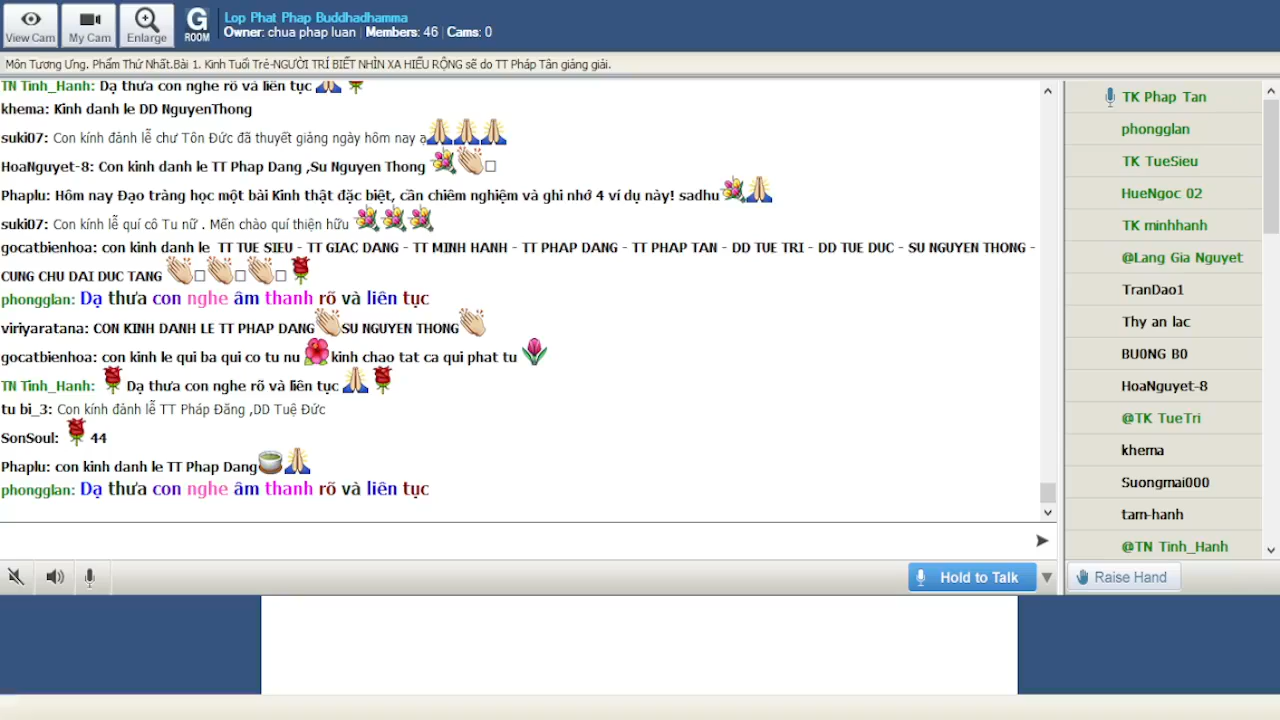 View Cam
My Cam
Enlarge
G
ROOM
Lop Phat Phap Buddhadhamma
Owner: chua phap luan | Members: 46 | Cams: 0
Môn Tương Ưng. Phẩm Thứ Nhất.Bài 1. Kinh Tuổi Trẻ-NGƯỜI TRÍ BIẾT NHÌN XA HIỂU RỘNG sẽ do TT Pháp Tân giảng giải.
TN Tinh_Hanh: Dạ thưa con nghe rõ và liên tục
khema: Kinh danh le DD NguyenThong
suki07: Con kính đảnh lễ chư Tôn Đức đã thuyết giảng ngày hôm nay ạ
HoaNguyet-8: Con kinh danh le TT Phap Dang ,Su Nguyen Thong
Phaplu: Hôm nay Đạo tràng học một bài Kinh thật đặc biệt, cần chiêm nghiệm và ghi nhớ 4 ví dụ này! sadhu
suki07: Con kính lễ quí cô Tu nữ . Mến chào quí thiện hữu
gocatbienhoa: con kinh danh le TT TUE SIEU - TT GIAC DANG - TT MINH HANH - TT PHAP DANG - TT PHAP TAN - DD TUE TRI - DD TUE DUC - SU NGUYEN THONG -
CUNG CHU DAI DUC TANG
phongglan: Dạ thưa con nghe âm thanh rõ và liên tục
viriyaratana: CON KINH DANH LE TT PHAP DANG SU NGUYEN THONG
gocatbienhoa: con kinh le qui ba qui co tu nu kinh chao tat ca qui phat tu
TN Tinh_Hanh: Dạ thưa con nghe rõ và liên tục
tu bi_3: Con kính đảnh lễ TT Pháp Đăng ,DD Tuệ Đức
SonSoul: 44
Phaplu: con kinh danh le TT Phap Dang
phongglan: Dạ thưa con nghe âm thanh rõ và liên tục
Hold to Talk
TK Phap Tan
phongglan
TK TueSieu
HueNgoc 02
TK minhhanh
@Lang Gia Nguyet
TranDao1
Thy an lac
BU0NG B0
HoaNguyet-8
@TK TueTri
khema
Suongmai000
tam-hanh
@TN Tinh_Hanh
Raise Hand